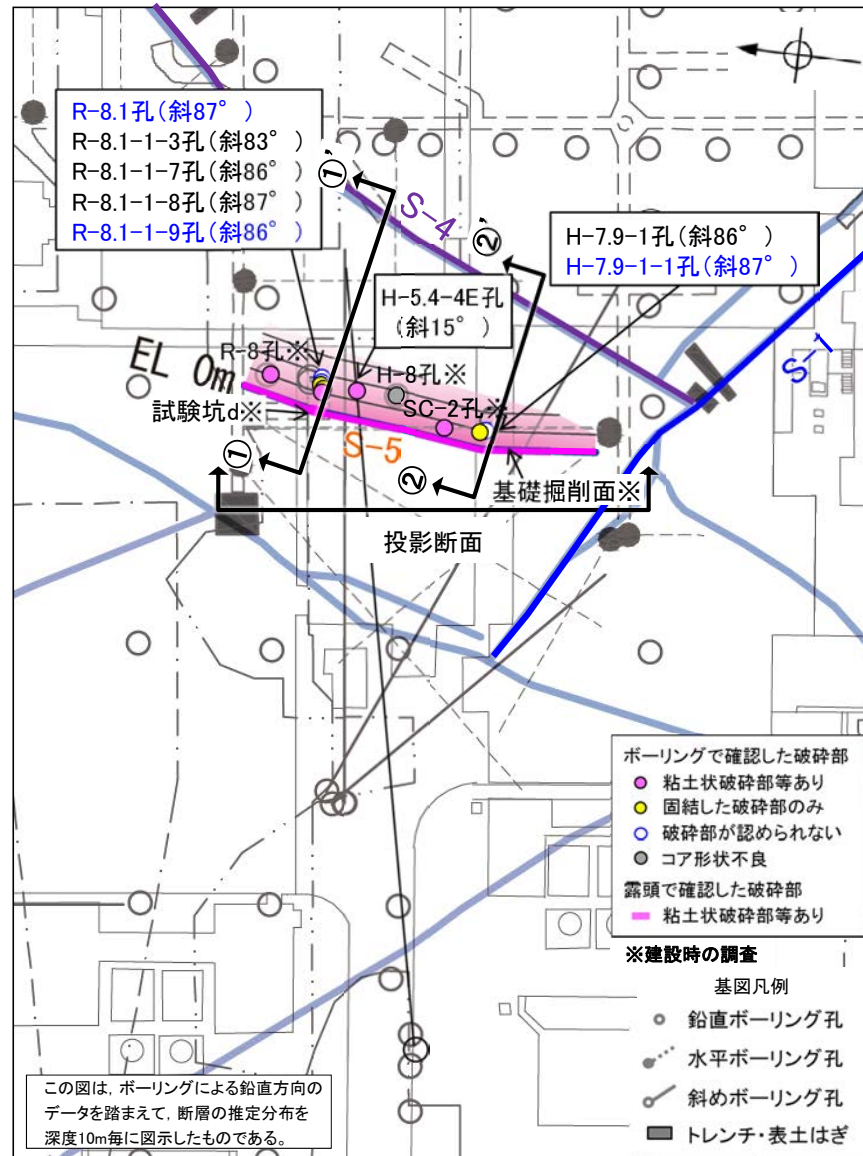 R-8.1孔(斜87°)
R-8.1-1-3孔(斜83°)
R-8.1-1-7孔(斜86°)
R-8.1-1-8孔(斜87°)
R-8.1-1-9孔(斜86°)
①'
S-4
②'
H-7.9-1孔(斜86°)
H-7.9-1-1孔(斜87°)
H-5.4-4E孔
(斜15°)
S-1
EL 0m
R-8孔※
H-8孔※
試験坑d※
SC-2孔※
S-5
①
②
基礎掘削面※
投影断面
ボーリングで確認した破砕部
粘土状破砕部等あり
固結した破砕部のみ
破砕部が認められない
コア形状不良
露頭で確認した破砕部
粘土状破砕部等あり
※建設時の調査
基図凡例
鉛直ボーリング孔
水平ボーリング孔
斜めボーリング孔
トレンチ・表土はぎ
この図は，ボーリングによる鉛直方向の
データを踏まえて，断層の推定分布を
深度10m毎に図示したものである。